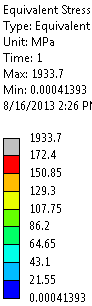 Equivalent Stress
Type: Equivalent
Unit: MPa
Time: 1
Max: 1933.7
Min: 0.00041393
8/16/2013 2:26 PM
1933.7
172.4
150.85
129.3
107.75
86.2
64.65
43.1
21.55
0.00041393